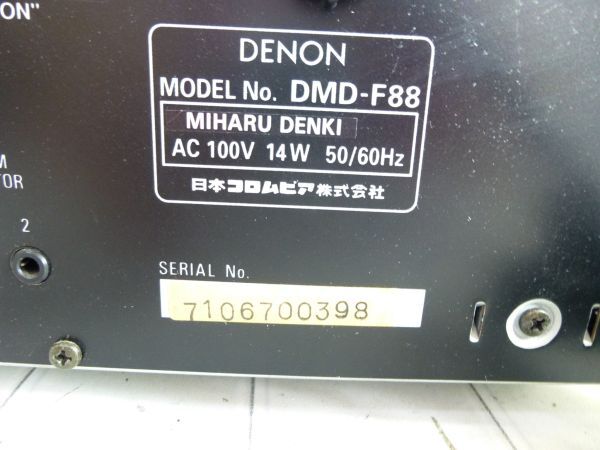 ON"
DENON
MODEL No. DMD-F88
MIHARU DENKI
AC 100V 14W 50/60Hz
日本コロムビア株式会社
M
TOR
2
SERIAL No.
7106700398